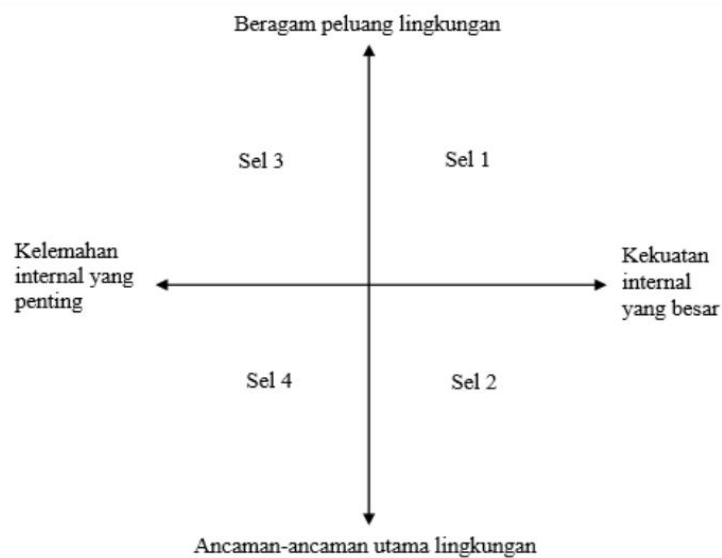 Beragam peluang lingkungan
Sel 3
Sel 1
Kelemahan
internal yang
penting
Kekuatan
internal
yang besar
Sel 4
Sel 2
Ancaman-ancaman utama lingkungan